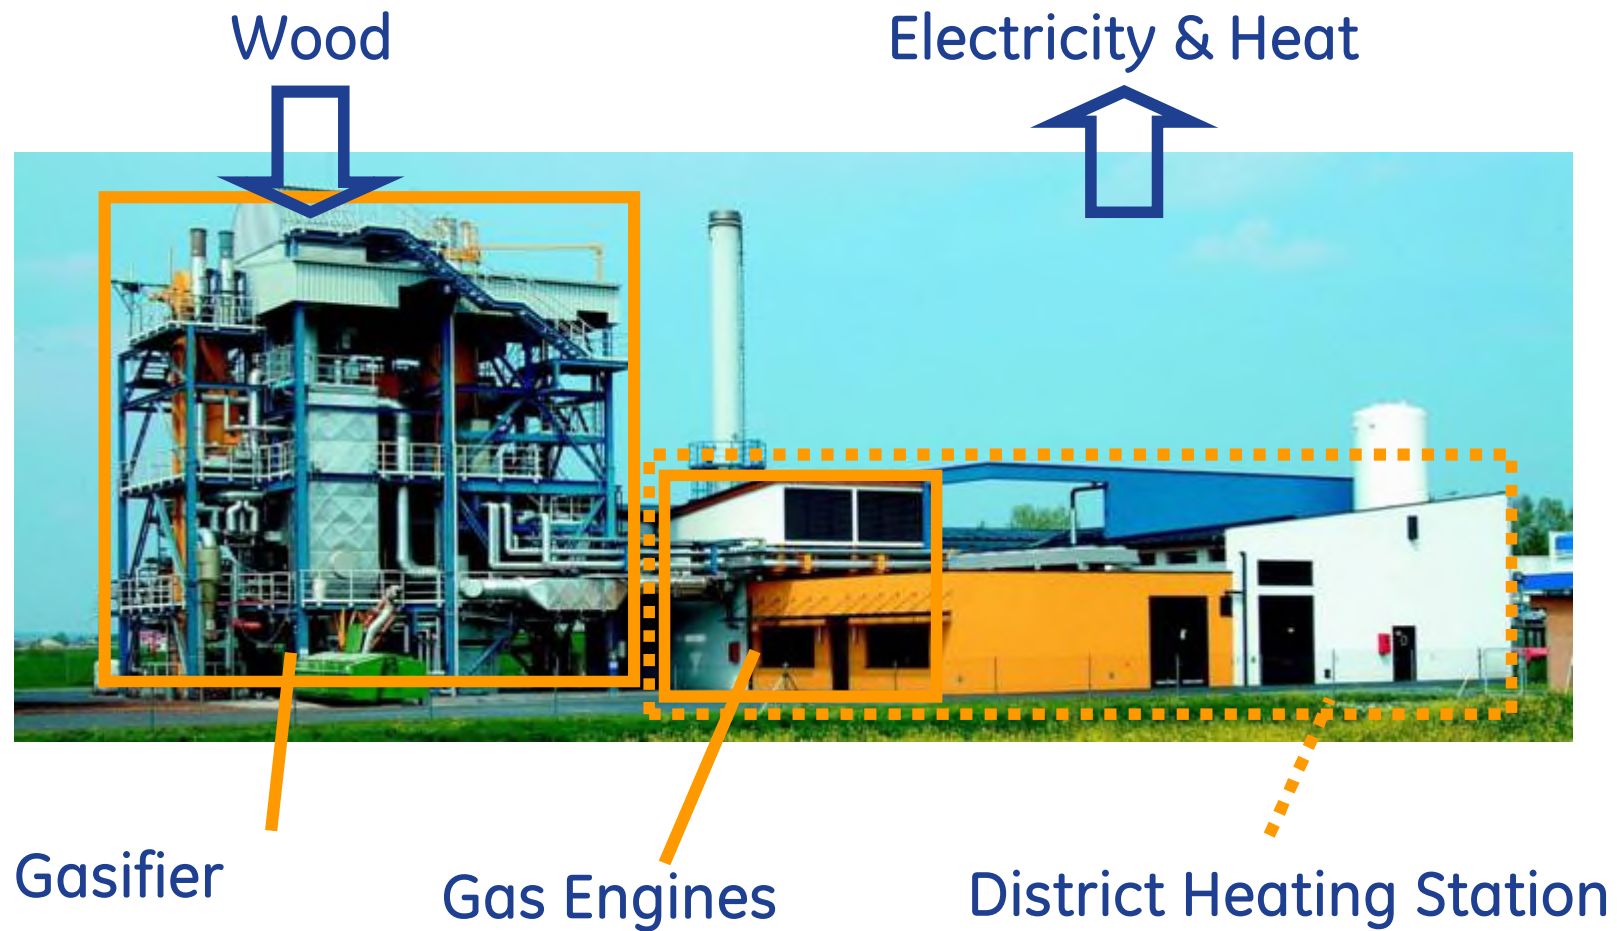 Wood
Electricity & Heat
Gasifier
Gas Engines
District Heating Station